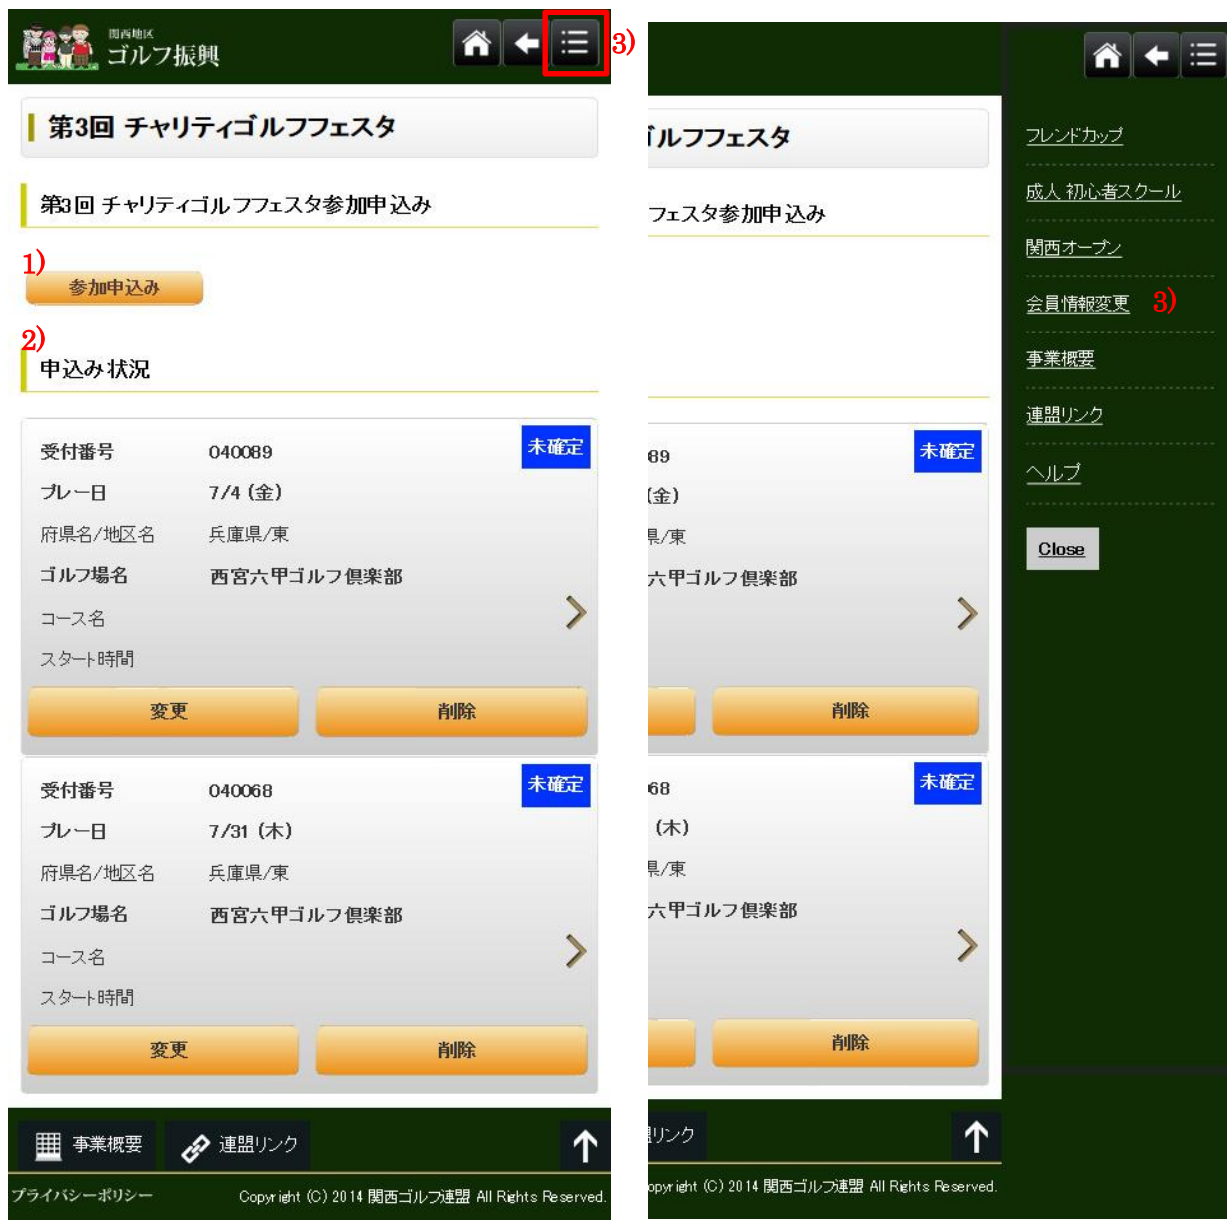 関西地区
ゴルフ振興
3)
第3回 チャリティゴルフフェスタ
第3回 チャリティゴルフフェスタ参加申込み
1)
参加申込み
2)
申込み状況
受付番号 040089 未確定
プレー日 7/4 (金)
府県名/地区名 兵庫県/東
ゴルフ場名 西宮六甲ゴルフ倶楽部
コース名
スタート時間
変更 削除
受付番号 040068 未確定
プレー日 7/31 (木)
府県名/地区名 兵庫県/東
ゴルフ場名 西宮六甲ゴルフ倶楽部
コース名
スタート時間
変更 削除
事業概要 連盟リンク
プライバシーポリシー Copyright (C) 2014 関西ゴルフ連盟 All Rights Reserved.
ルフフェスタ
フェスタ参加申込み
89 未確定
(金)
県/東
六甲ゴルフ倶楽部
削除
68 未確定
(木)
県/東
六甲ゴルフ倶楽部
削除
リンク
opyright (C) 2014 関西ゴルフ連盟 All Rights Reserved.
フレンドカップ
成人初心者スクール
関西オープン
会員情報変更 3)
事業概要
連盟リンク
ヘルプ
Close